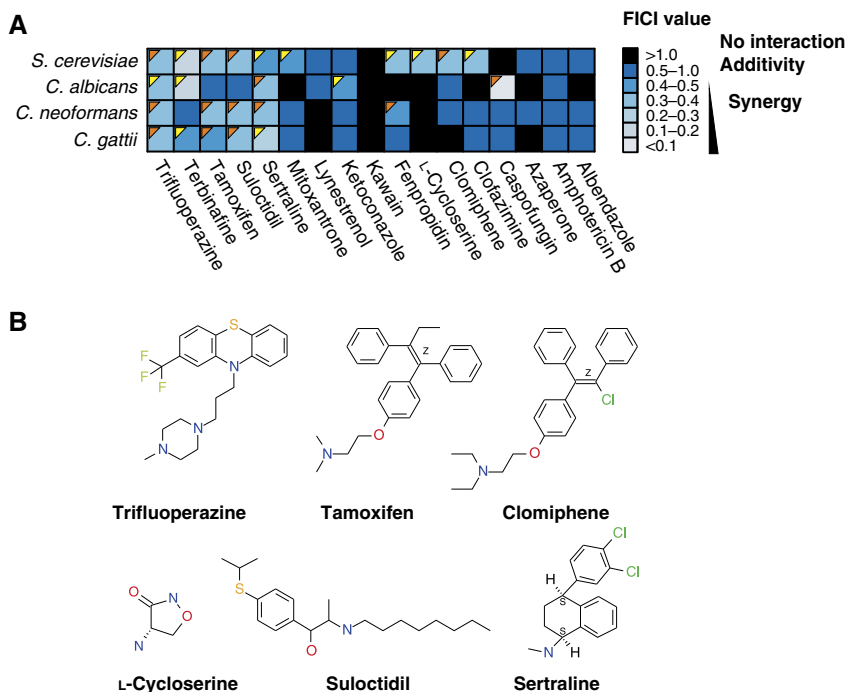 A
FICI value
S. cerevisiae
C. albicans
C. neoformans
C. gattii
>1.0
0.5–1.0
0.4–0.5
0.3–0.4
0.2–0.3
0.1–0.2
<0.1
No interaction
Additivity
Synergy
Trifluoperazine
Terbinafine
Tamoxifen
Suloctidil
Sertraline
Mitoxantrone
Lynestrenol
Ketoconazole
Kawain
Fenpropidin
L-Cycloserine
Clomiphene
Clofazimine
Caspofungin
Azaperone
Amphotericin B
Albendazole
B
S
F
F
F
N
N
N
Trifluoperazine
Z
O
N
Tamoxifen
Z
Cl
O
N
Clomiphene
O
N
O
S
N
L-Cycloserine
S
N
O
Suloctidil
Cl
Cl
H
S
S
N
H
Sertraline